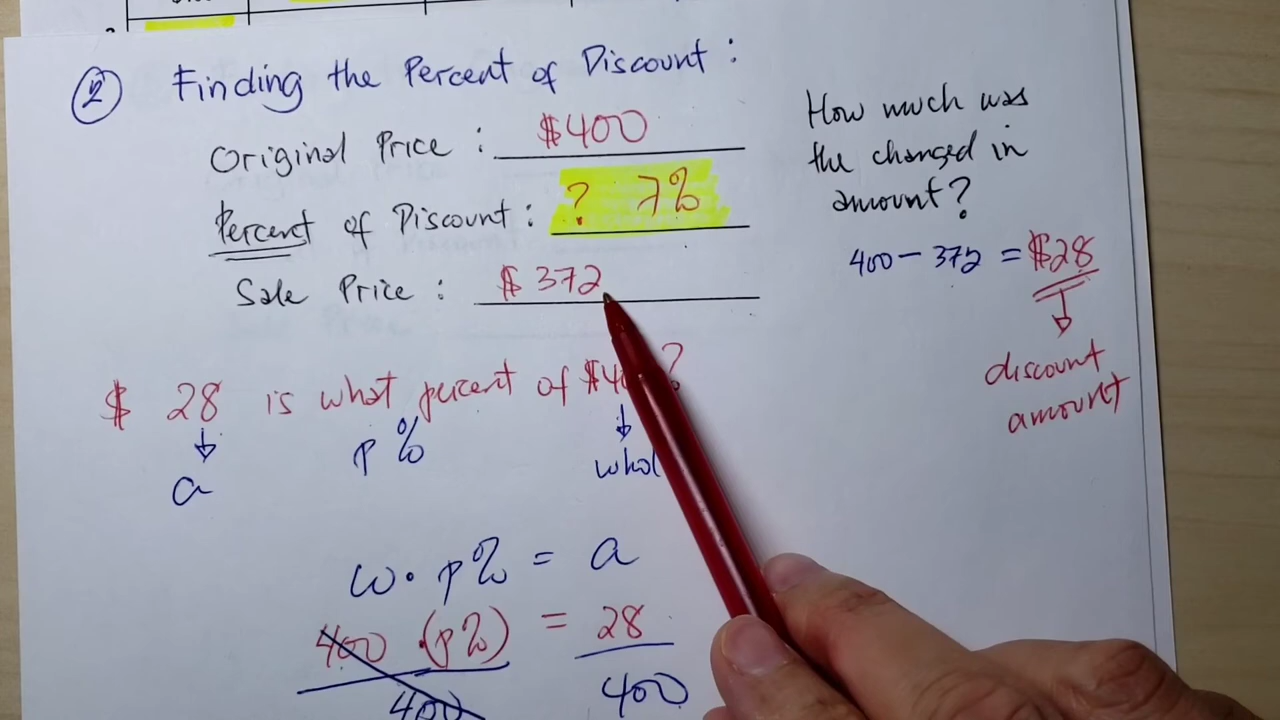 ② Finding the Percent of Discount:
Original Price: $400
Percent of Discount: ? 7%
Sale Price: $372
How much was
the changed in
amount?
400 - 372 = $28
discount
amount
$ 28 is what percent of ?
a p%
w · p% = a
400 · (p%) = 28
400 400